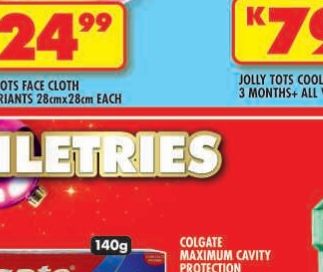 24⁹⁹
K79
OTS FACE CLOTH
RIANTS 28cmx28cm EACH
JOLLY TOTS COOL
3 MONTHS+ ALL
ILETRIES
140g
COLGATE
MAXIMUM CAVITY
PROTECTION